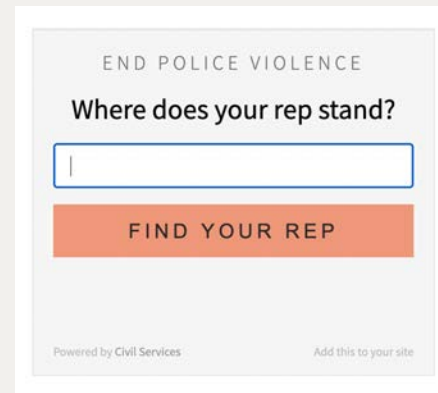 END POLICE VIOLENCE
Where does your rep stand?
FIND YOUR REP
Powered by Civil Services Add this to your site